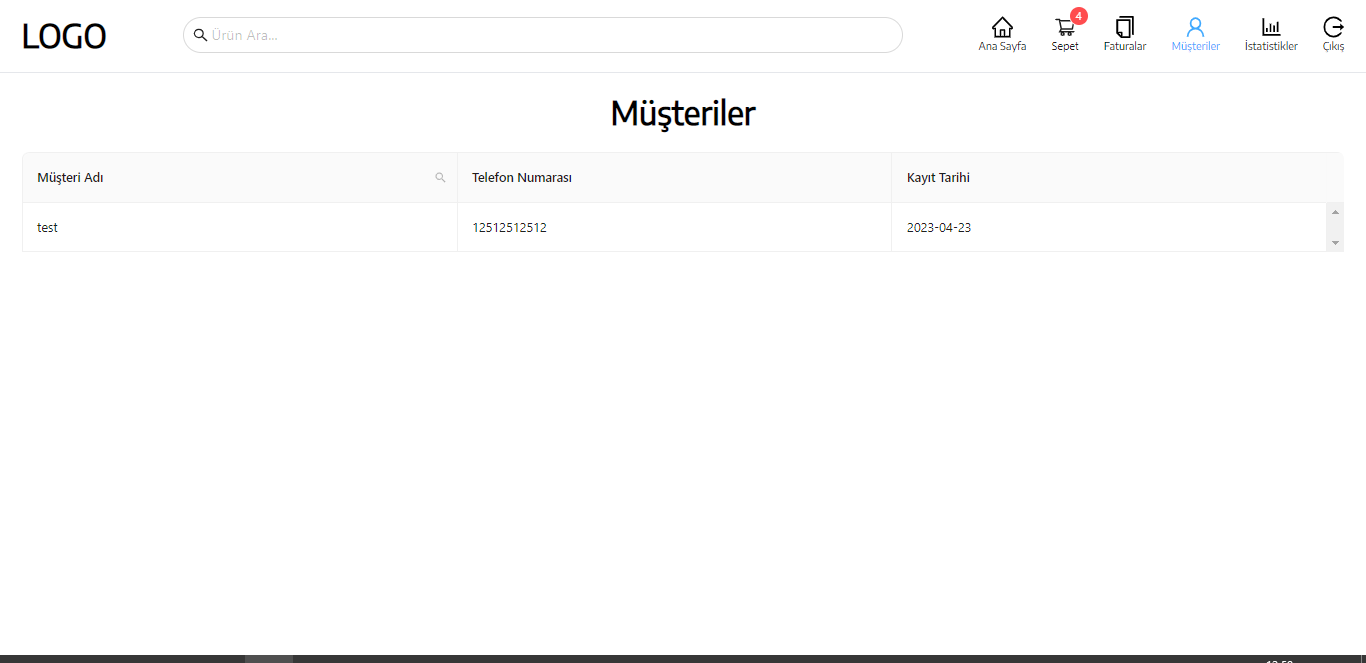 LOGO
Ürün Ara...
4
Ana Sayfa
Sepet
Faturalar
Müşteriler
İstatistikler
Çıkış
Müşteriler
Müşteri Adı
Telefon Numarası
Kayıt Tarihi
test
12512512512
2023-04-23